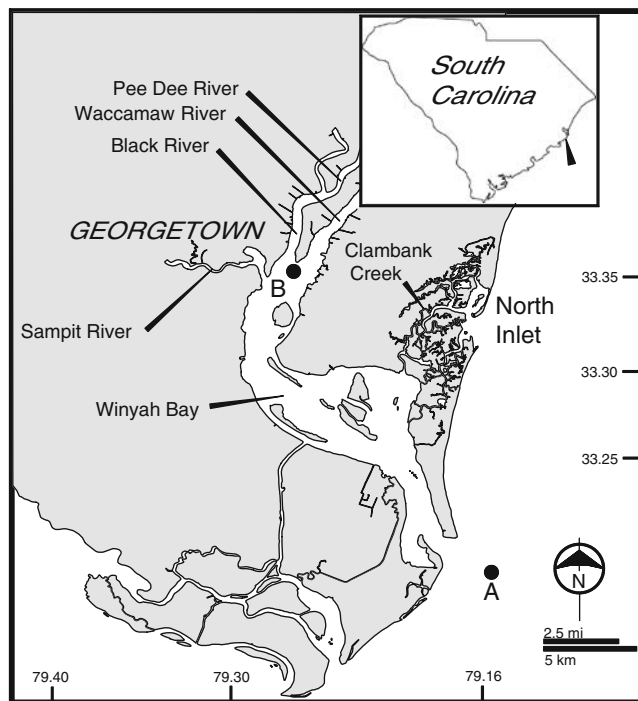 South
Carolina
Pee Dee River
Waccamaw River
Black River
GEORGETOWN
Clambank
Creek
B
North
Inlet
Sampit River
Winyah Bay
33.35
33.30
33.25
A
N
2.5 mi
5 km
79.40
79.30
79.16